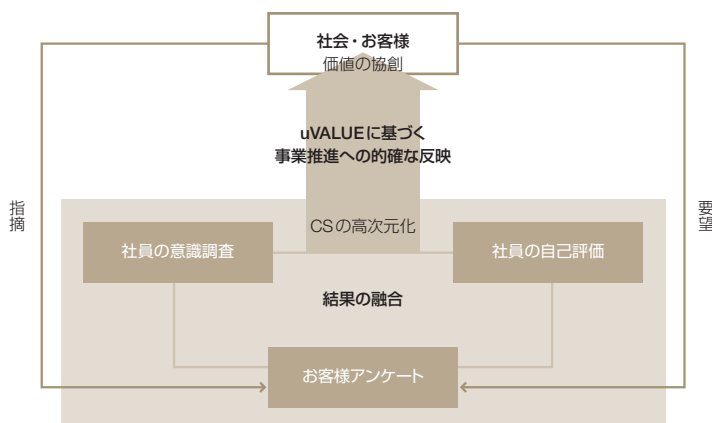 社会・お客様
価値の協創
uVALUEに基づく
事業推進への的確な反映
指摘
要望
CSの高次元化
社員の意識調査
社員の自己評価
結果の融合
お客様アンケート